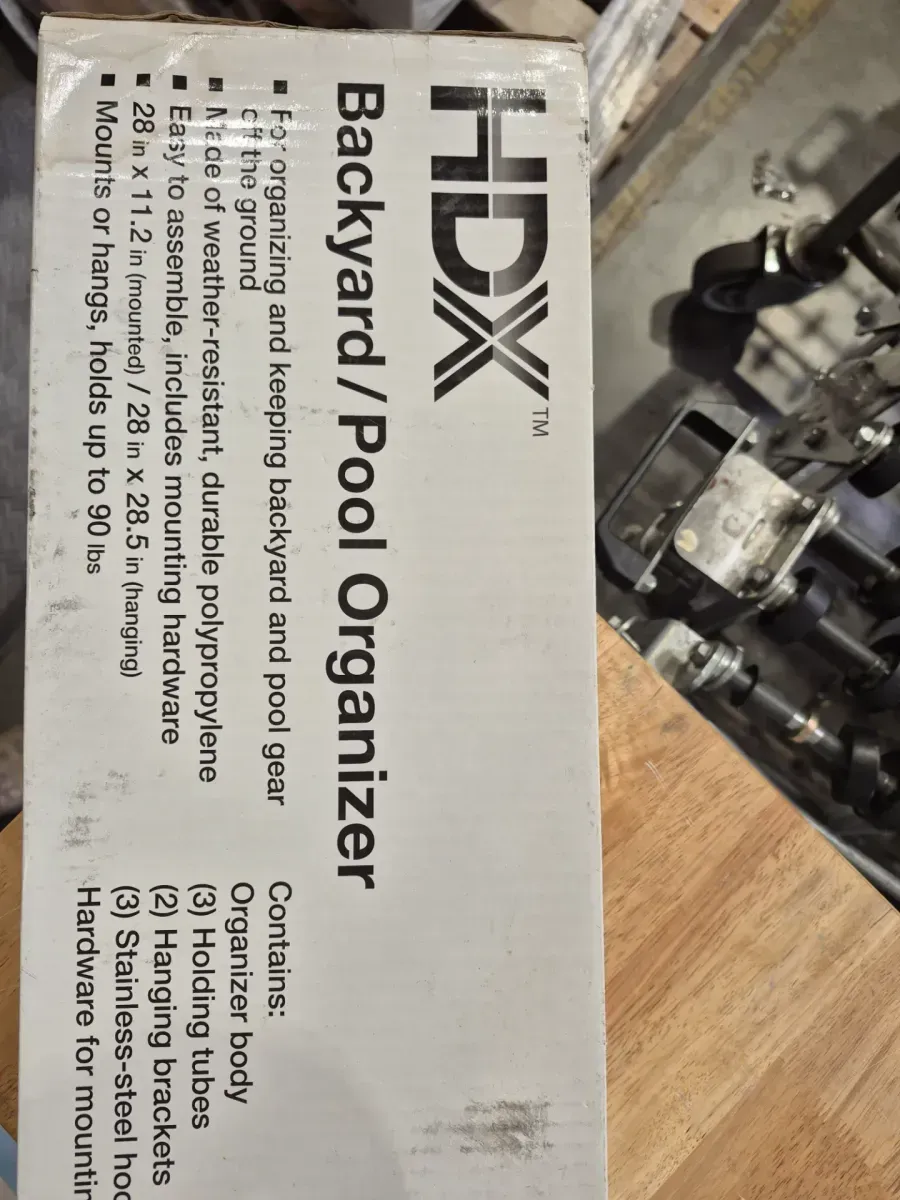 HDX™
Backyard / Pool Organizer
▪ For organizing and keeping backyard and pool gear
off the ground
▪ Made of weather-resistant, durable polypropylene
▪ Easy to assemble, includes mounting hardware
▪ 28 in x 11.2 in (mounted) / 28 in x 28.5 in (hanging)
▪ Mounts or hangs, holds up to 90 lbs
Contains:
Organizer body
(3) Holding tubes
(2) Hanging brackets
(3) Stainless-steel hoo
Hardware for mountin